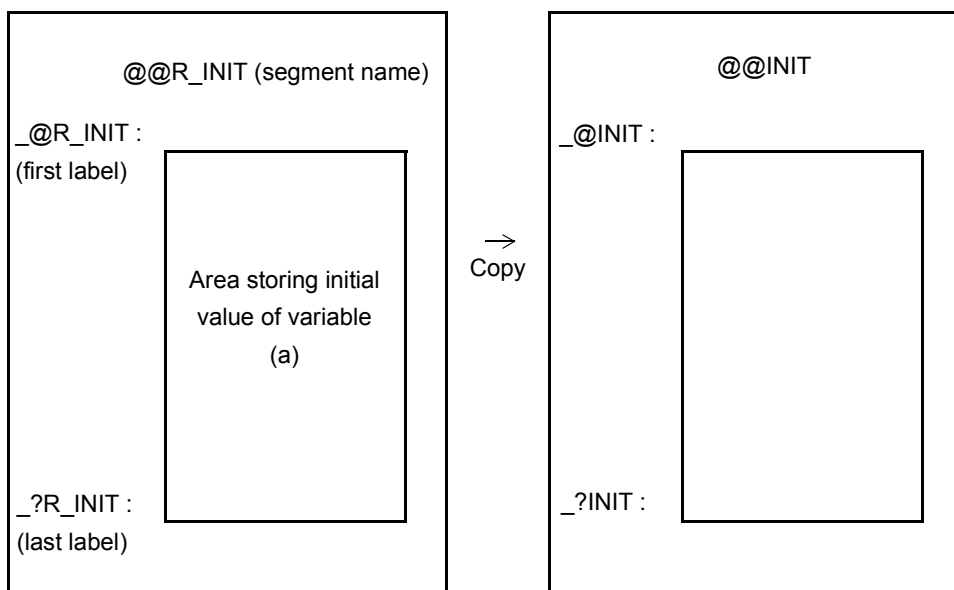 @@R_INIT (segment name)
_@R_INIT :
(first label)
Area storing initial
value of variable
(a)
_?R_INIT :
(last label)
→
Copy
@@INIT
_@INIT :
_?INIT :